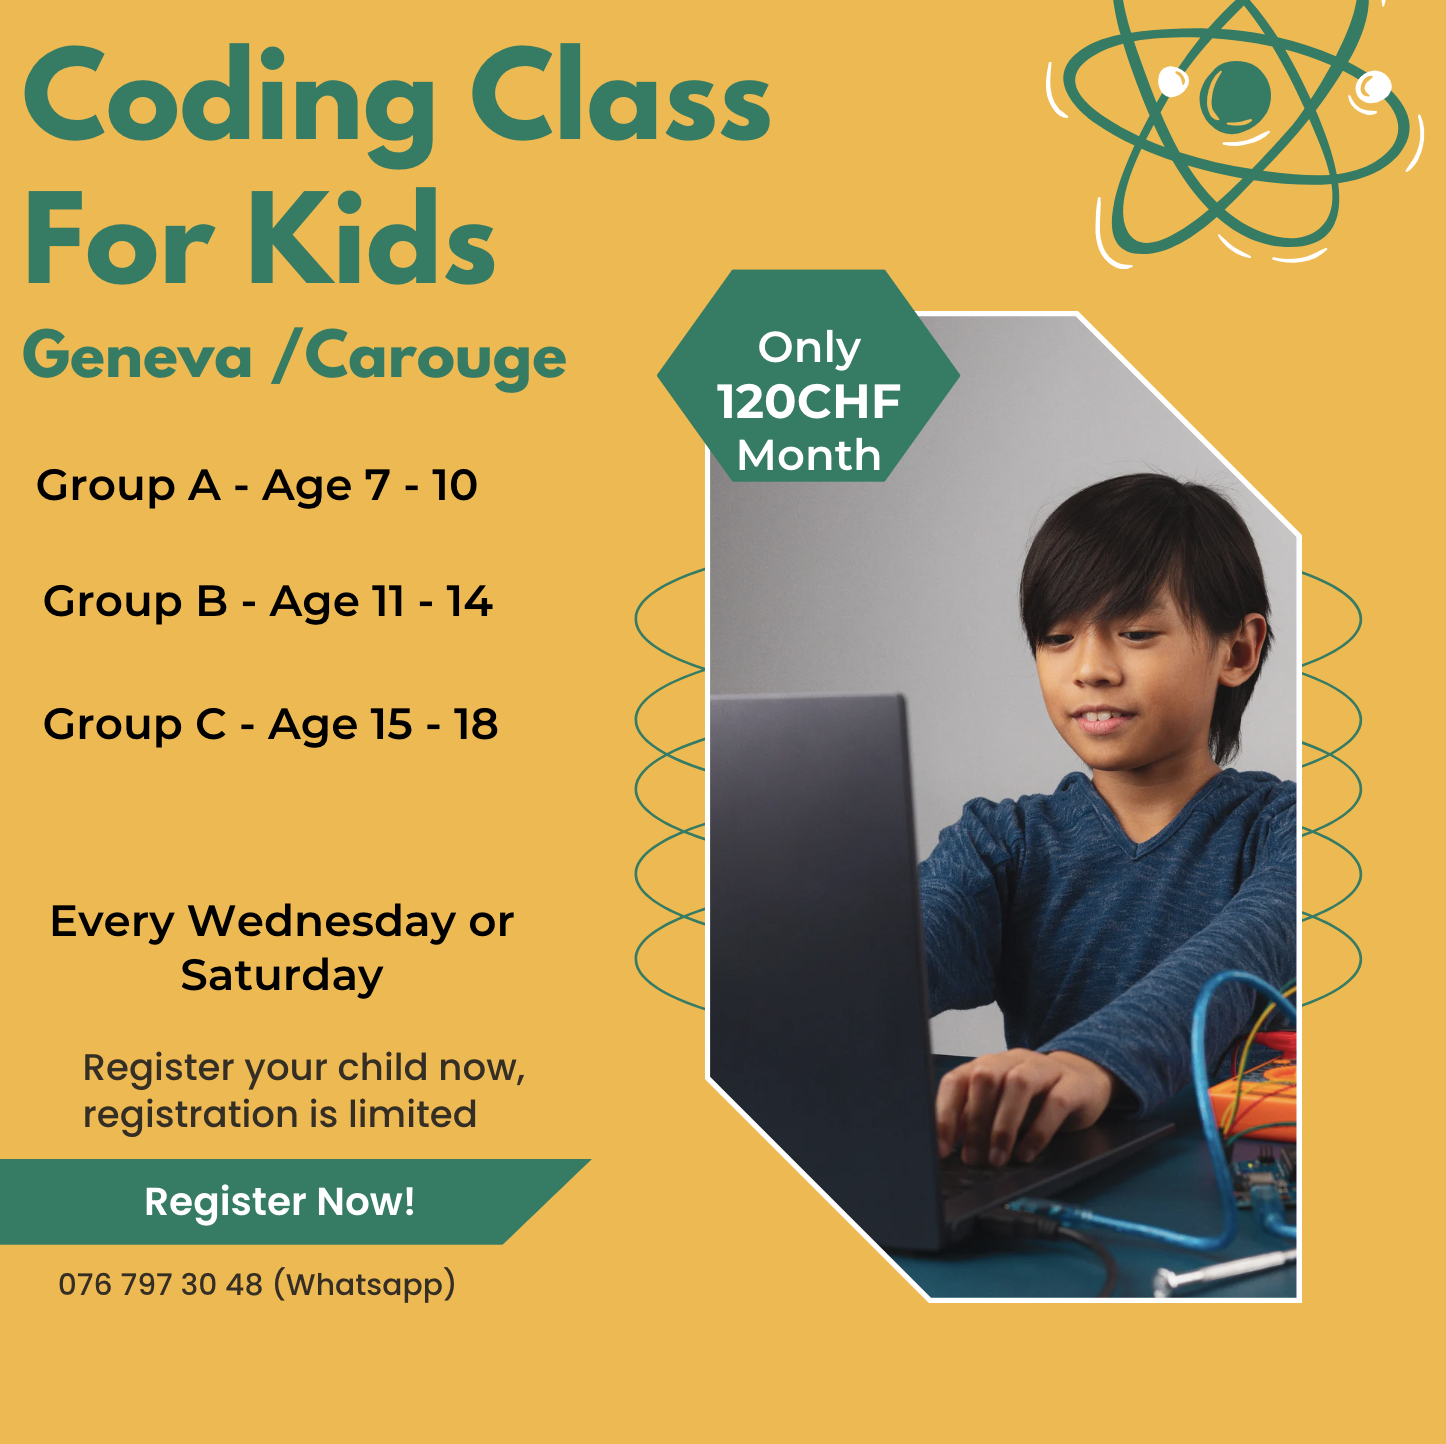 Coding Class
For Kids
Geneva /Carouge
Only
120CHF
Month
Group A - Age 7 - 10
Group B - Age 11 - 14
Group C - Age 15 - 18
Every Wednesday or
Saturday
Register your child now,
registration is limited
Register Now!
076 797 30 48 (Whatsapp)